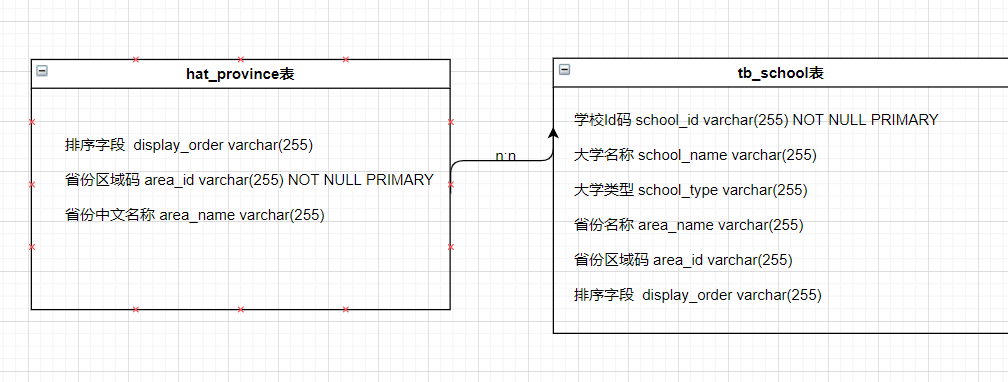 hat_province表
排序字段 display_order varchar(255)
省份区域码 area_id varchar(255) NOT NULL PRIMARY
省份中文名称 area_name varchar(255)
n:n
tb_school表
学校Id码 school_id varchar(255) NOT NULL PRIMARY
大学名称 school_name varchar(255)
大学类型 school_type varchar(255)
省份名称 area_name varchar(255)
省份区域码 area_id varchar(255)
排序字段 display_order varchar(255)